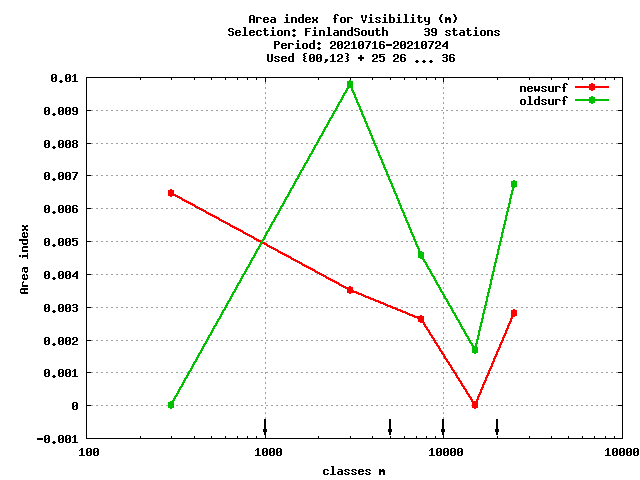 Area index  for Visibility (m)
Selection: FinlandSouth     39 stations
Period: 20210716-20210724
Used {00,12} + 25 26 ... 36
newsurf
oldsurf
0.01
0.009
0.008
0.007
0.006
0.005
0.004
0.003
0.002
0.001
0
-0.001
Area index
100 1000 10000 10000
classes m